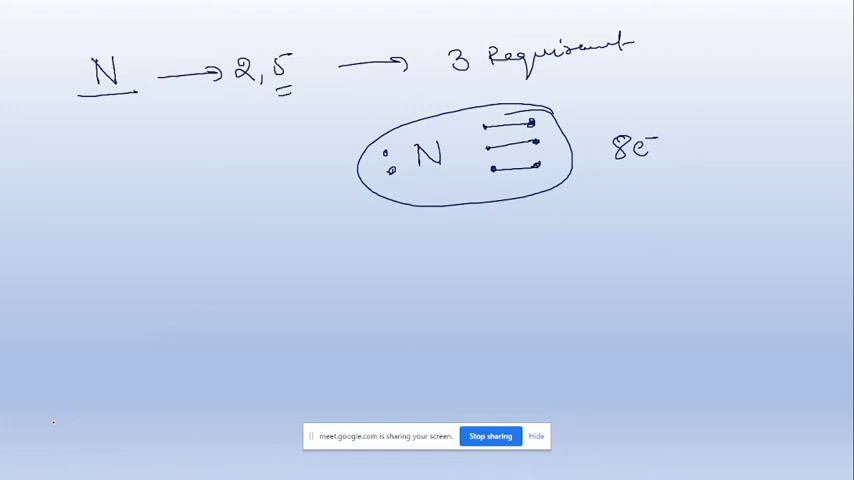 N → 2, 5 → 3 Requirement
: N 8e⁻
meet.google.com is sharing your screen. Stop sharing Hide